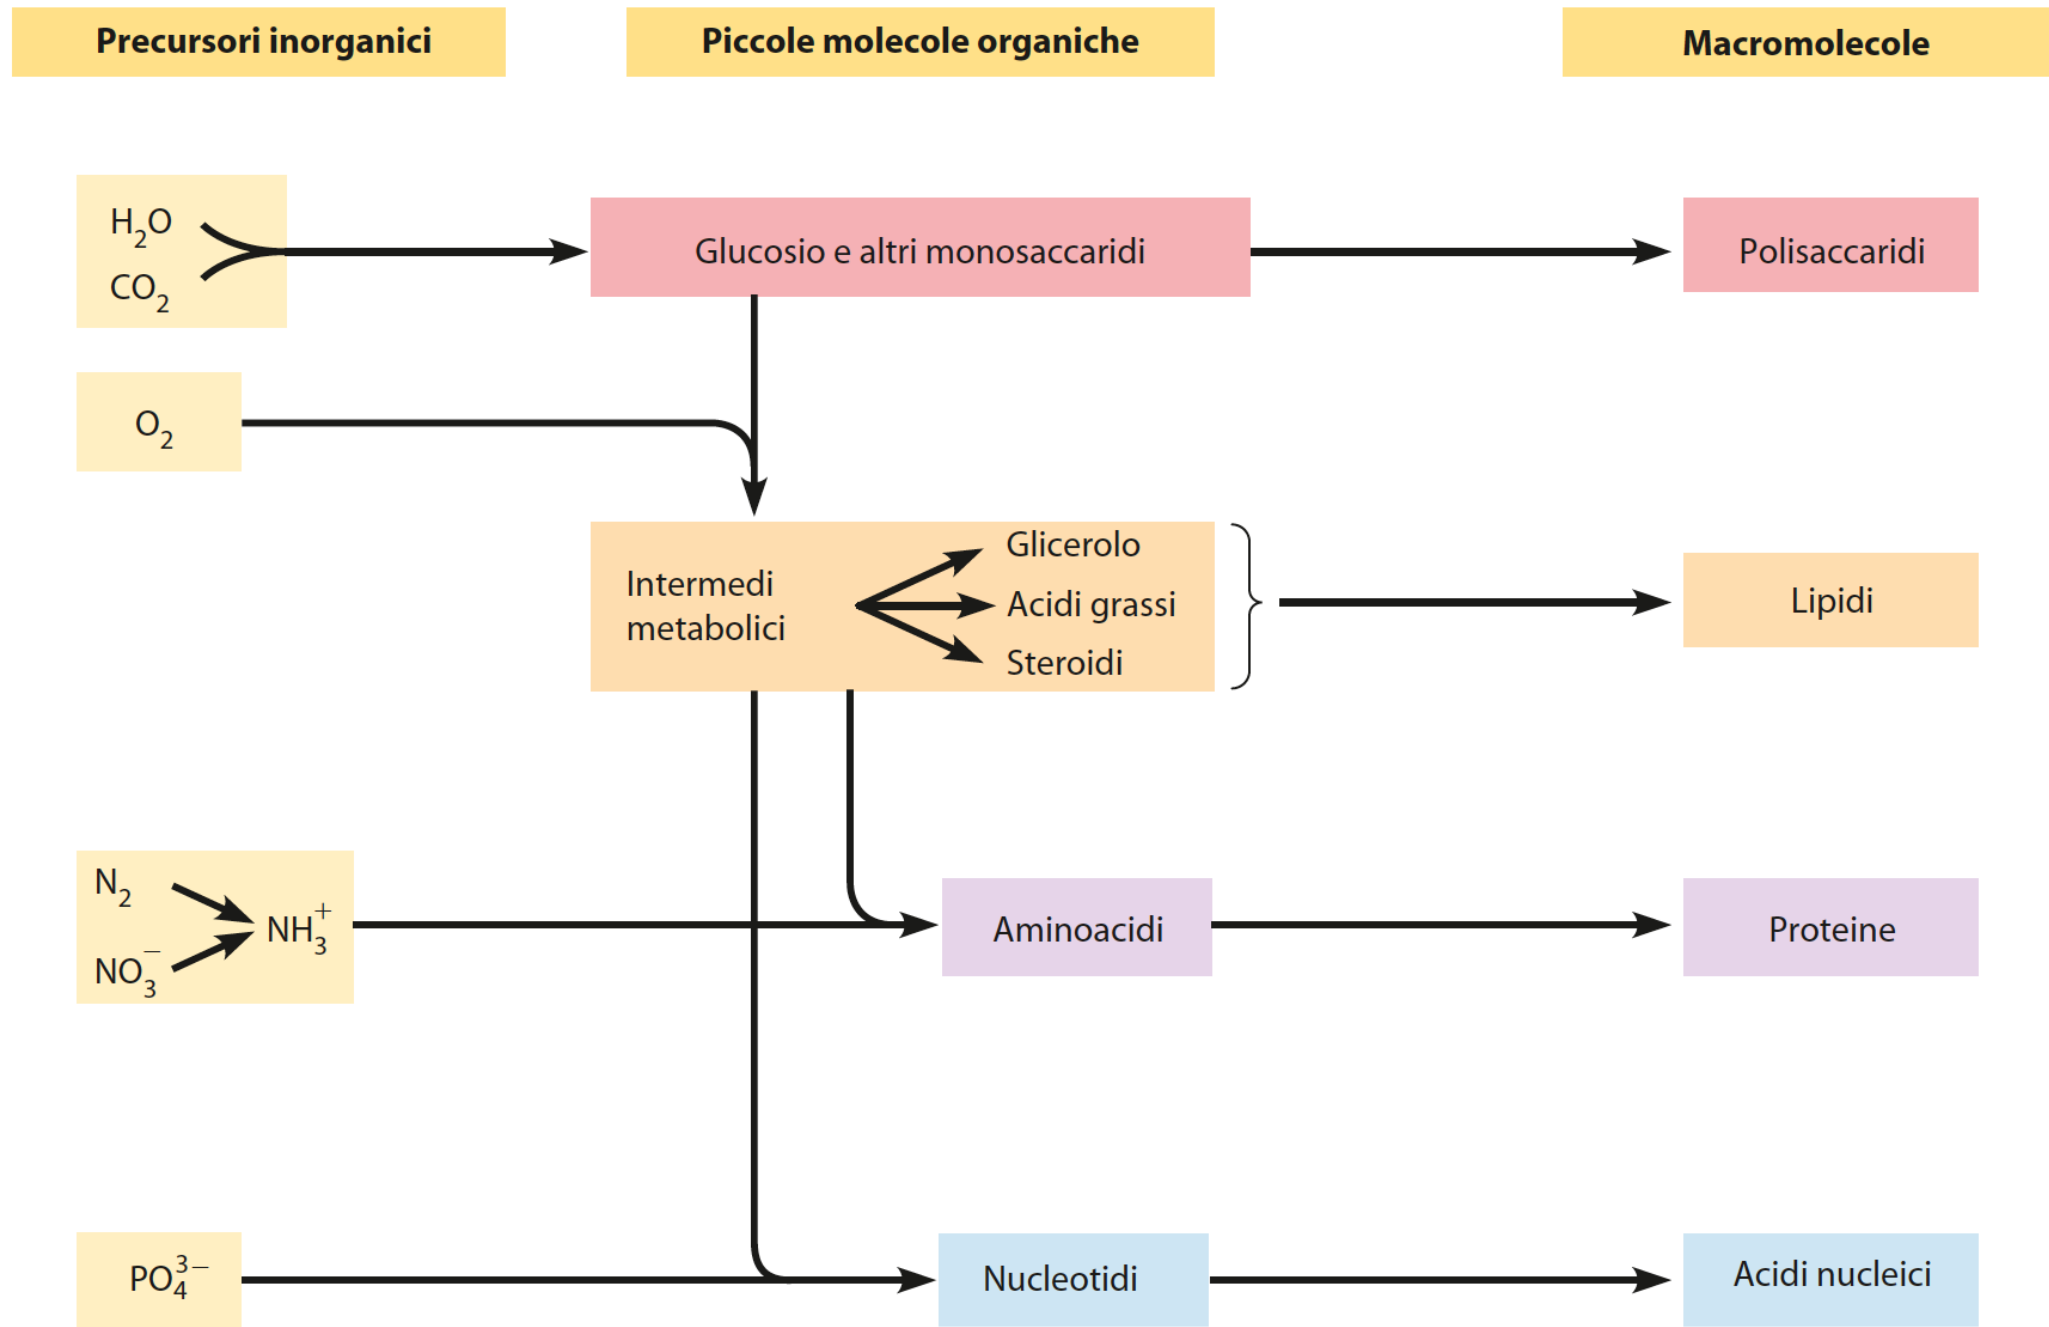 Precursori inorganici
Piccole molecole organiche
Macromolecole
H₂O
CO₂
Glucosio e altri monosaccaridi
Polisaccaridi
O₂
Intermedi
metabolici
Glicerolo
Acidi grassi
Steroidi
Lipidi
N₂
NO₃⁻
NH₃⁺
Aminoacidi
Proteine
PO₄³⁻
Nucleotidi
Acidi nucleici